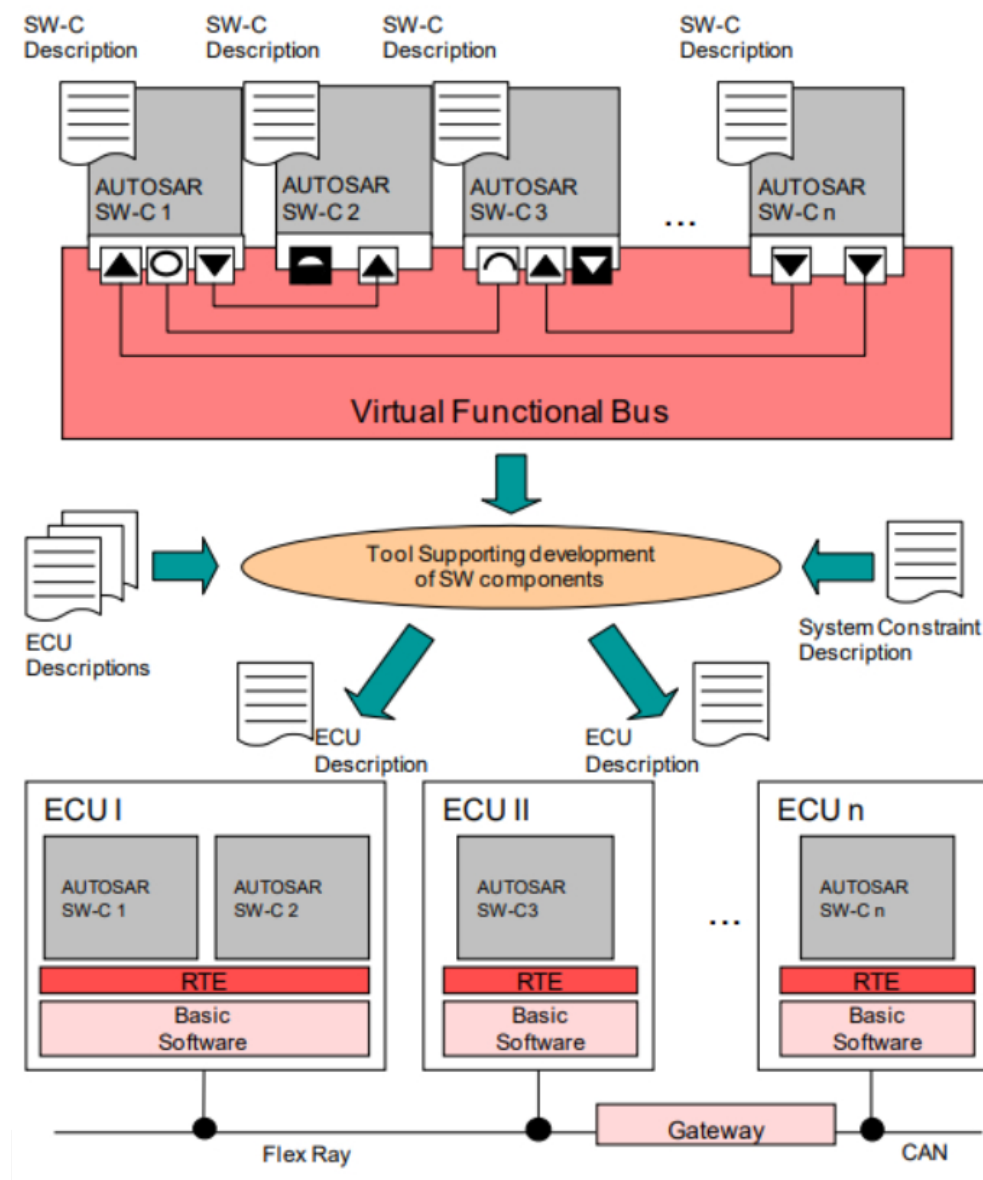 SW-C
Description
SW-C
Description
SW-C
Description
SW-C
Description
AUTOSAR
SW-C 1
AUTOSAR
SW-C 2
AUTOSAR
SW-C 3
...
AUTOSAR
SW-C n
Virtual Functional Bus
Tool Supporting development
of SW components
ECU
Descriptions
System Constraint
Description
ECU
Description
ECU
Description
ECU I
AUTOSAR
SW-C 1
AUTOSAR
SW-C 2
RTE
Basic
Software
ECU II
AUTOSAR
SW-C3
RTE
Basic
Software
...
ECU n
AUTOSAR
SW-C n
RTE
Basic
Software
Flex Ray
Gateway
CAN